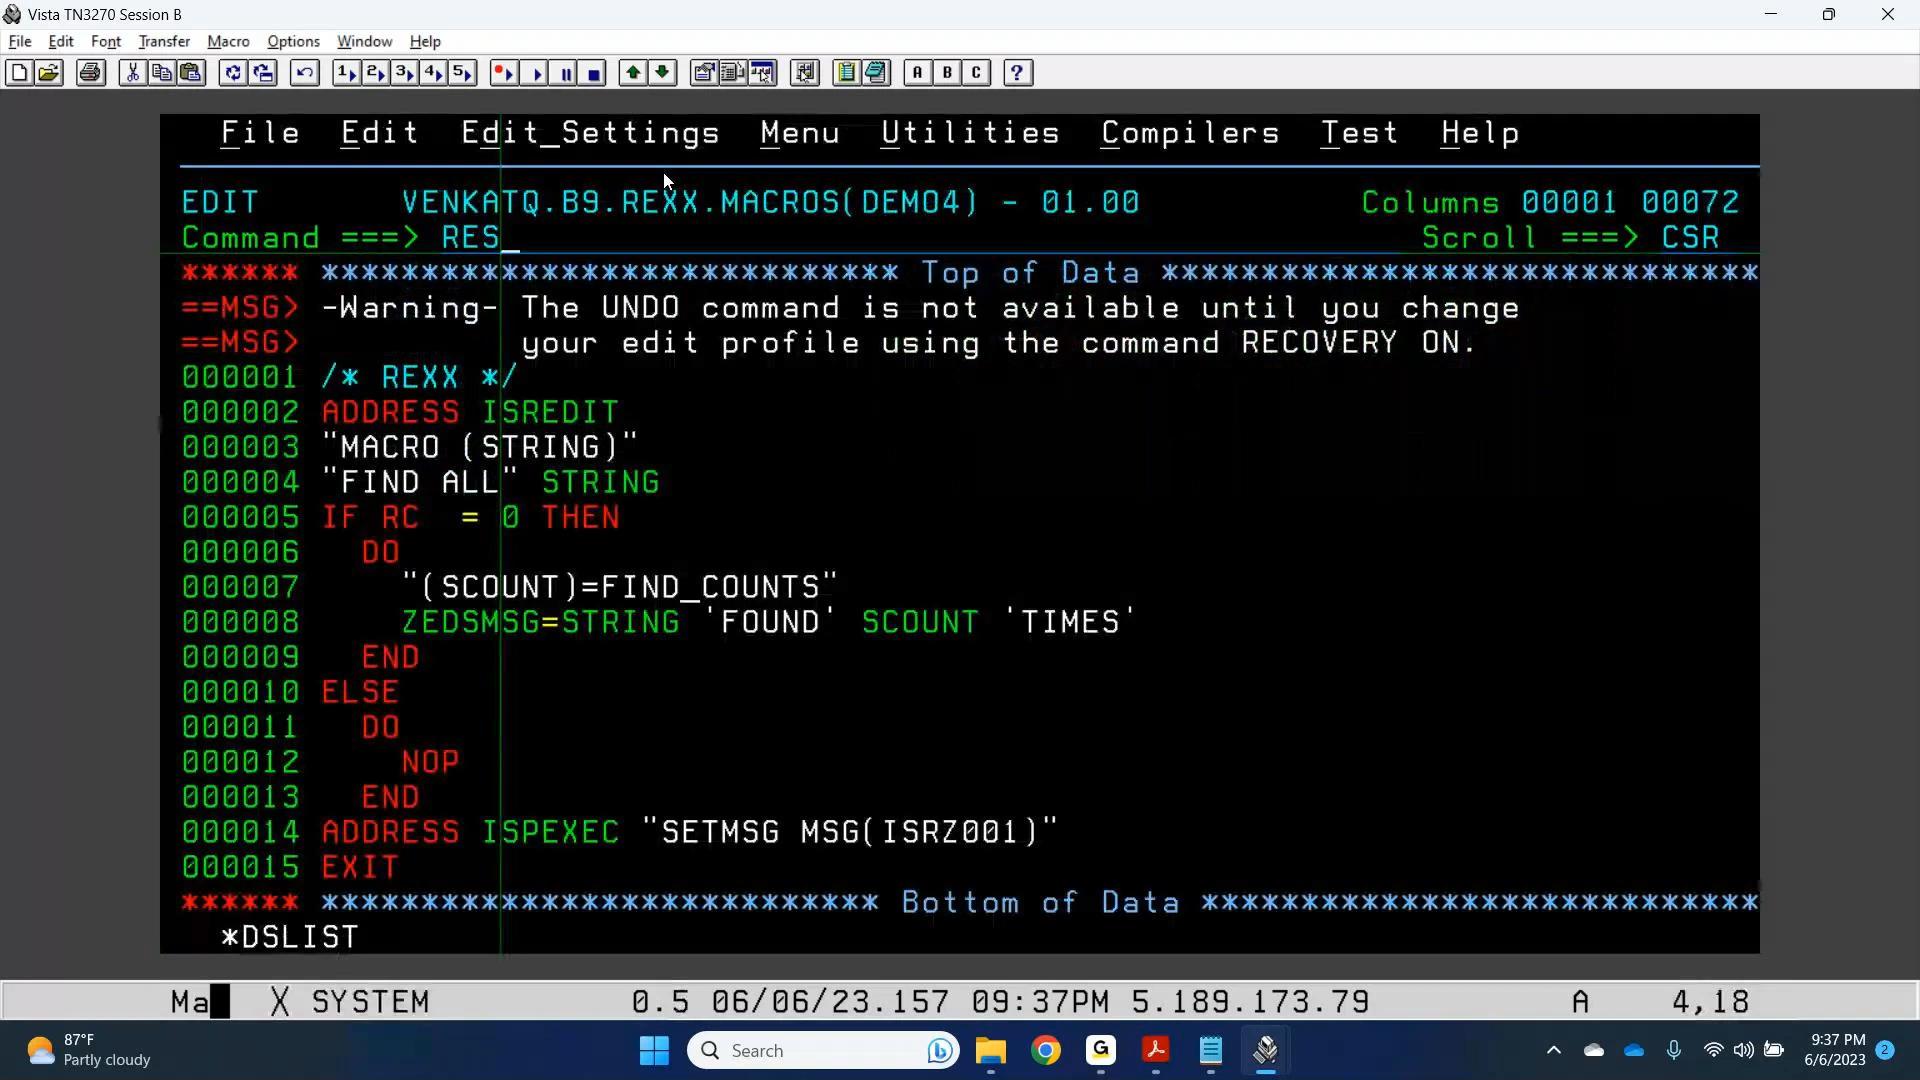 Vista TN3270 Session B
File Edit Font Transfer Macro Options Window Help
1 2 3 4 5 A B C ?
File Edit Edit_Settings Menu Utilities Compilers Test Help
EDIT VENKATQ.B9.REXX.MACROS(DEMO4) - 01.00 Columns 00001 00072
Command ===> RES_ Scroll ===> CSR
****** ***************************** Top of Data ******************************
==MSG> -Warning- The UNDO command is not available until you change
==MSG> your edit profile using the command RECOVERY ON.
000001 /* REXX */
000002 ADDRESS ISREDIT
000003 "MACRO (STRING)"
000004 "FIND ALL" STRING
000005 IF RC = 0 THEN
000006 DO
000007 "(SCOUNT)=FIND_COUNTS"
000008 ZEDSMSG=STRING 'FOUND' SCOUNT 'TIMES'
000009 END
000010 ELSE
000011 DO
000012 NOP
000013 END
000014 ADDRESS ISPEXEC "SETMSG MSG(ISRZ001)"
000015 EXIT
****** **************************** Bottom of Data ****************************
*DSLIST
Ma X SYSTEM 0.5 06/06/23.157 09:37PM 5.189.173.79 A 4,18
87°F
Partly cloudy
Search
G
9:37 PM
6/6/2023
2